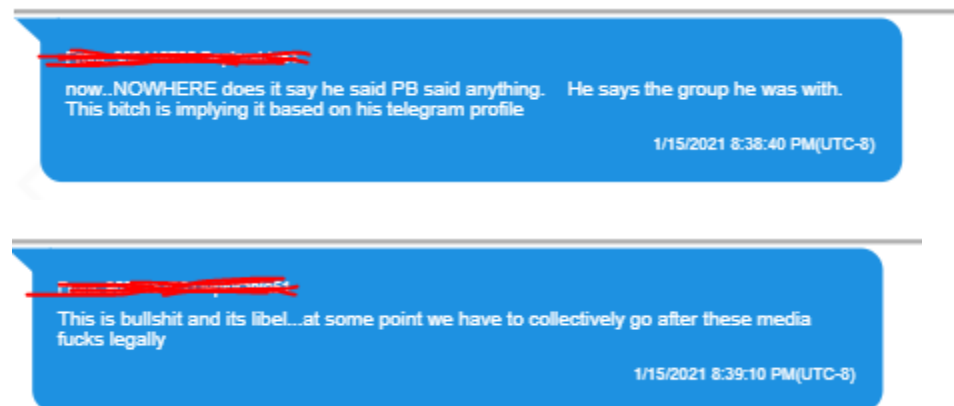 now..NOWHERE does it say he said PB said anything. He says the group he was with.
This bitch is implying it based on his telegram profile
1/15/2021 8:38:40 PM(UTC-8)
This is bullshit and its libel...at some point we have to collectively go after these media
fucks legally
1/15/2021 8:39:10 PM(UTC-8)